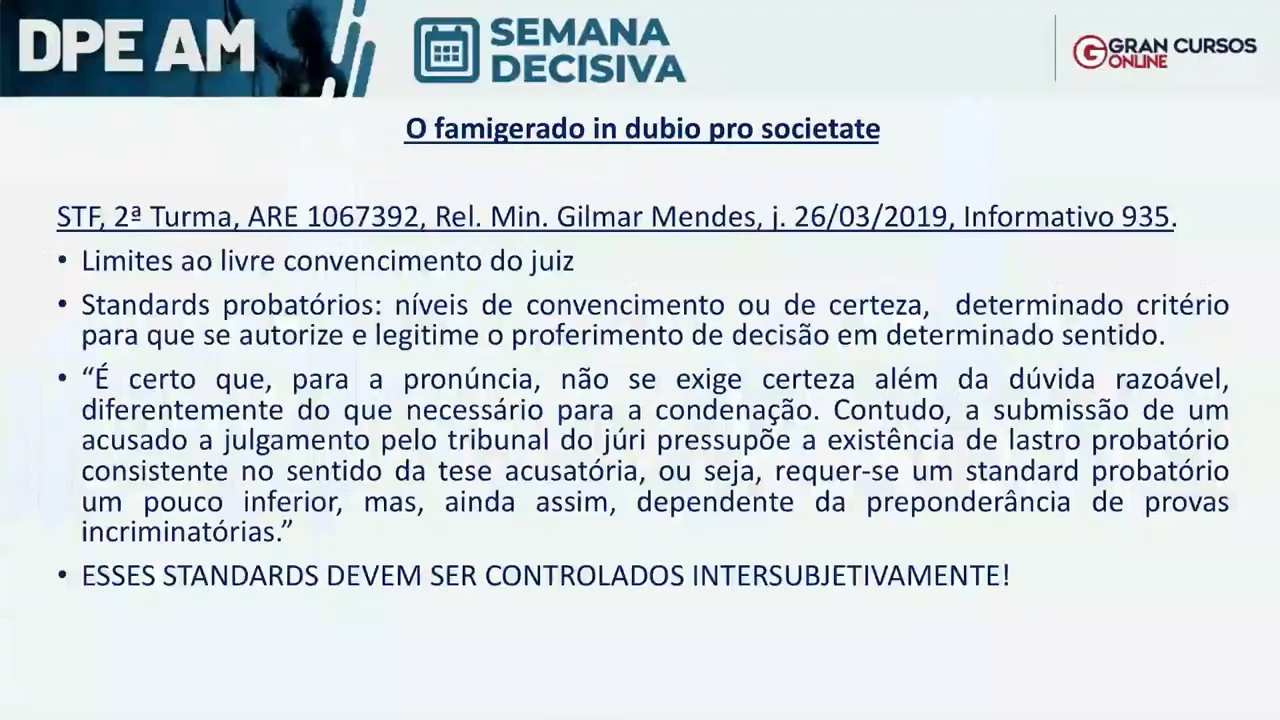 DPE AM
SEMANA
DECISIVA
GRAN CURSOS
ONLINE
O famigerado in dubio pro societate
STF, 2ª Turma, ARE 1067392, Rel. Min. Gilmar Mendes, j. 26/03/2019, Informativo 935.
• Limites ao livre convencimento do juiz
• Standards probatórios: níveis de convencimento ou de certeza, determinado critério
para que se autorize e legitime o proferimento de decisão em determinado sentido.
• “É certo que, para a pronúncia, não se exige certeza além da dúvida razoável,
diferentemente do que necessário para a condenação. Contudo, a submissão de um
acusado a julgamento pelo tribunal do júri pressupõe a existência de lastro probatório
consistente no sentido da tese acusatória, ou seja, requer-se um standard probatório
um pouco inferior, mas, ainda assim, dependente da preponderância de provas
incriminatórias.”
• ESSES STANDARDS DEVEM SER CONTROLADOS INTERSUBJETIVAMENTE!